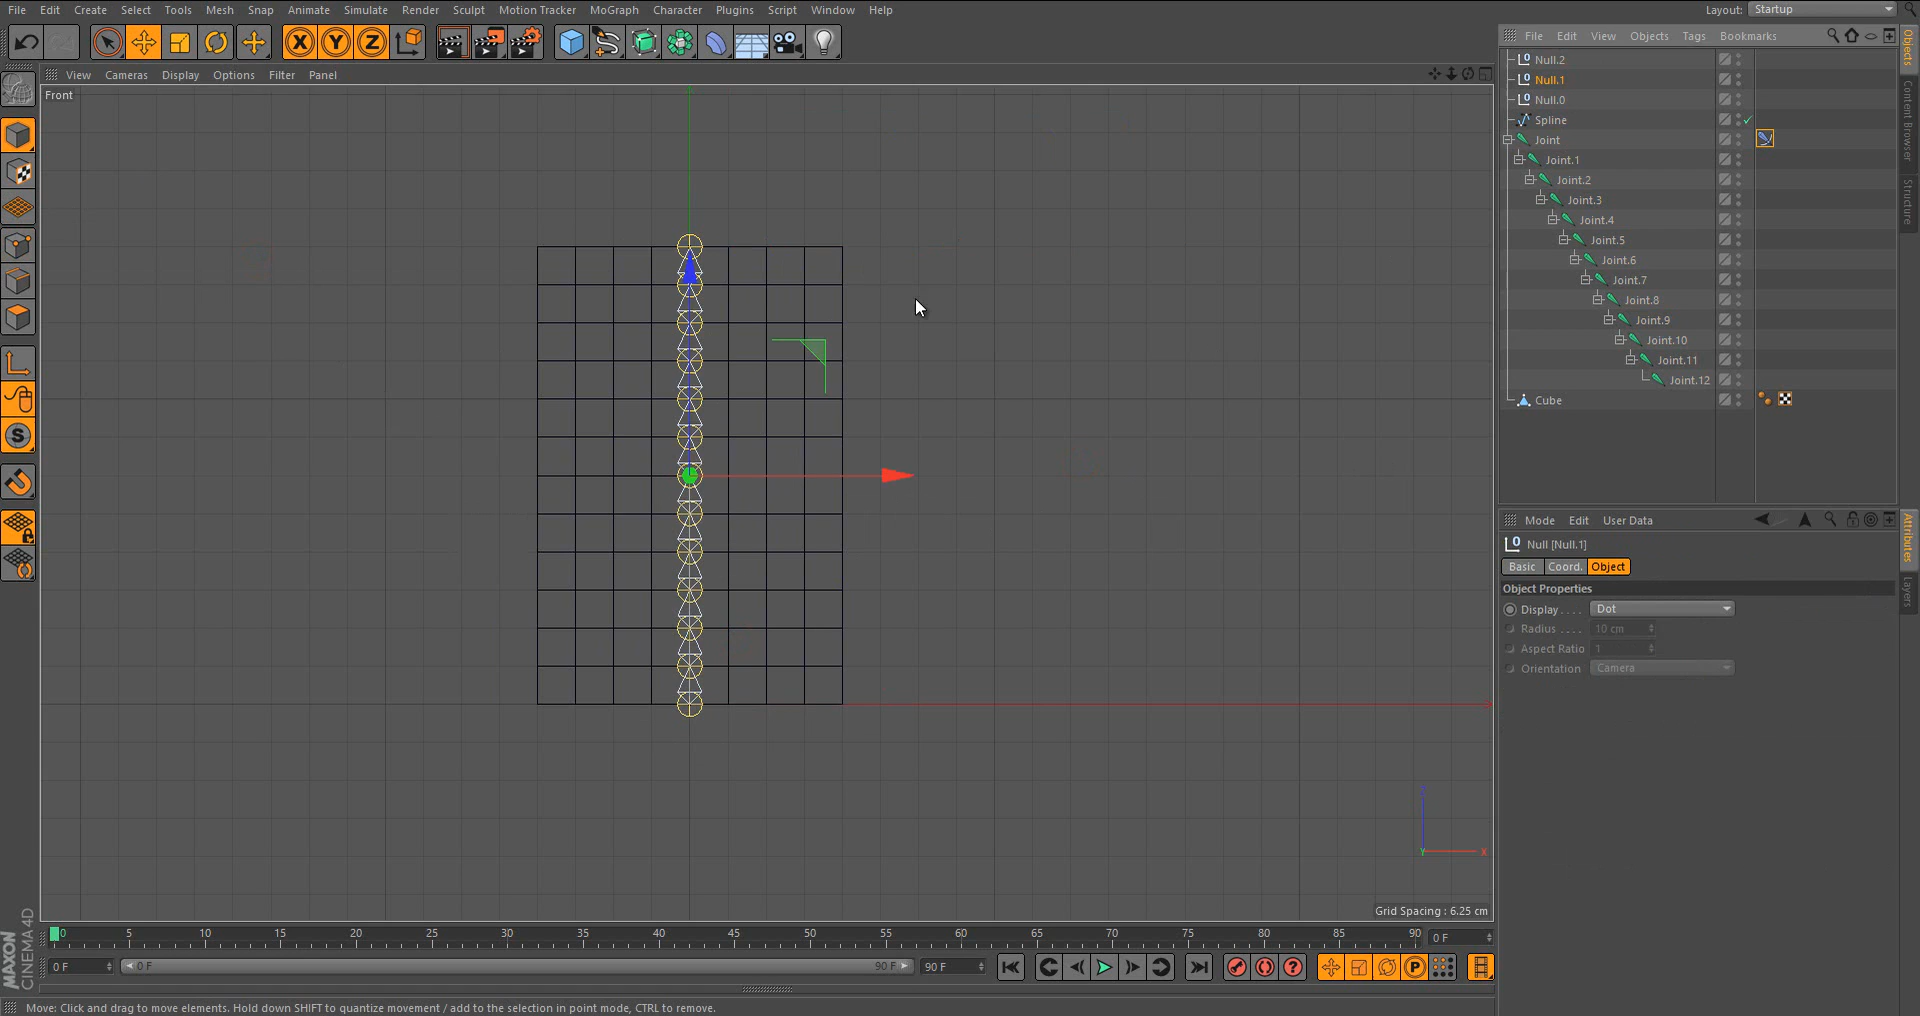 File Edit Create Select Tools Mesh Snap Animate Simulate Render Sculpt Motion Tracker MoGraph Character Plugins Script Window Help
Layout: Startup
View Cameras Display Options Filter Panel
Front
Grid Spacing : 6.25 cm
Z
Y X
File Edit View Objects Tags Bookmarks
Null.2
Null.1
Null.0
Spline
Joint
Joint.1
Joint.2
Joint.3
Joint.4
Joint.5
Joint.6
Joint.7
Joint.8
Joint.9
Joint.10
Joint.11
Joint.12
Cube
Objects
Content Browser
Structure
Mode Edit User Data
Null [Null.1]
Basic Coord. Object
Object Properties
Display . . . . Dot
Radius . . . . 10 cm
Aspect Ratio 1
Orientation Camera
Attributes
Layers
0 5 10 15 20 25 30 35 40 45 50 55 60 65 70 75 80 85 90 0 F
0 F 0 F 90 F 90 F
MAXON
CINEMA 4D
Move: Click and drag to move elements. Hold down SHIFT to quantize movement / add to the selection in point mode, CTRL to remove.